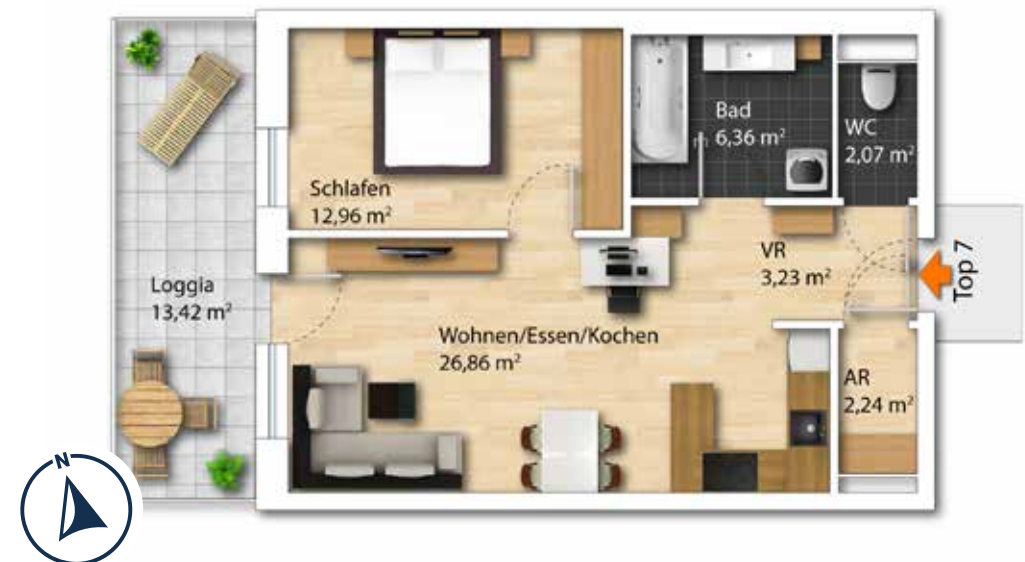 Bad
6,36 m²
WC
2,07 m²
Schlafen
12,96 m²
VR
3,23 m²
Top 7
Loggia
13,42 m²
Wohnen/Essen/Kochen
26,86 m²
AR
2,24 m²
N